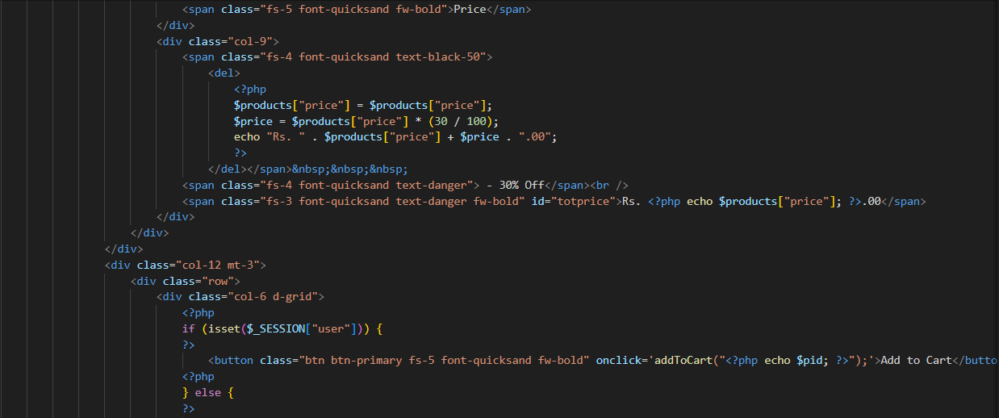 <span class="fs-5 font-quicksand fw-bold">Price</span>
</div>
<div class="col-9">
<span class="fs-4 font-quicksand text-black-50">
<del>
<?php
$products["price"] = $products["price"];
$price = $products["price"] * (30 / 100);
echo "Rs. " . $products["price"] + $price . ".00";
?>
</del></span>&nbsp;&nbsp;&nbsp;
<span class="fs-4 font-quicksand text-danger"> - 30% Off</span><br />
<span class="fs-3 font-quicksand text-danger fw-bold" id="totprice">Rs. <?php echo $products["price"]; ?>.00</span>
</div>
</div>
</div>
<div class="col-12 mt-3">
<div class="row">
<div class="col-6 d-grid">
<?php
if (isset($_SESSION["user"])) {
?>
<button class="btn btn-primary fs-5 font-quicksand fw-bold" onclick='addToCart("<?php echo $pid; ?>");'>Add to Cart</butto
<?php
} else {
?>